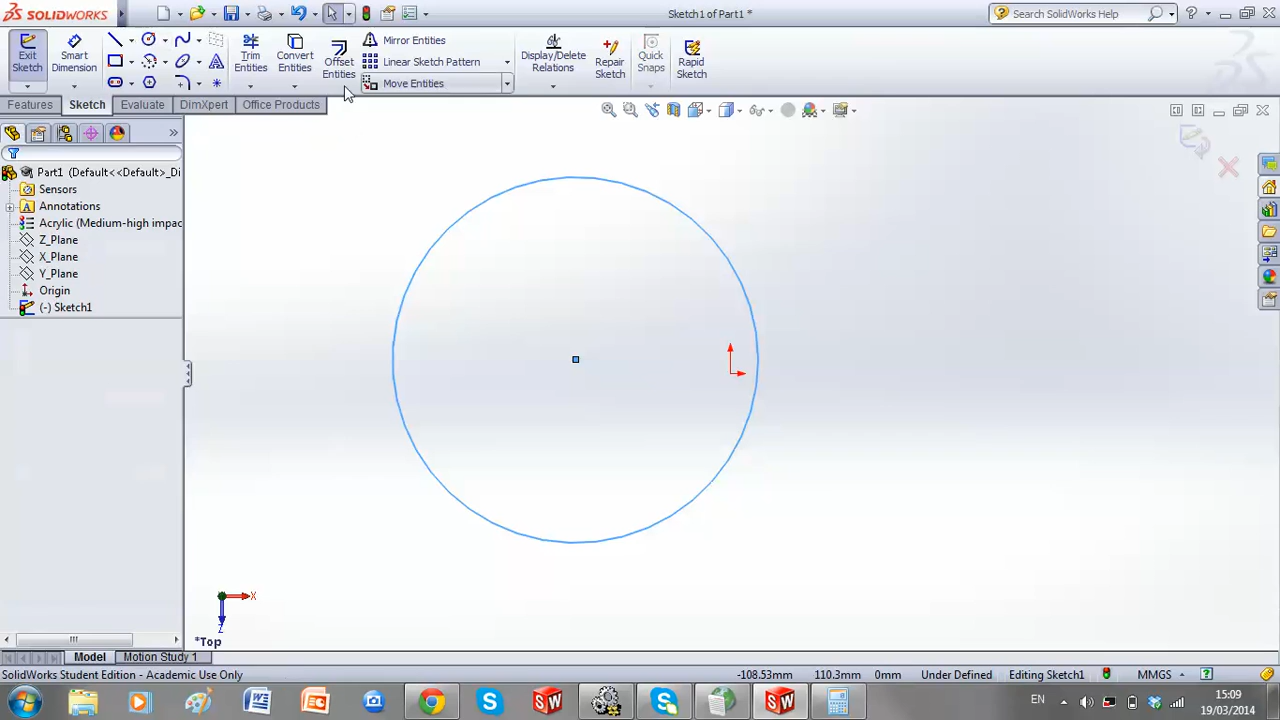 SOLIDWORKS
Sketch1 of Part1 *
Search SolidWorks Help
Exit Sketch
Smart Dimension
Trim Entities
Convert Entities
Offset Entities
Mirror Entities
Linear Sketch Pattern
Move Entities
Display/Delete Relations
Repair Sketch
Quick Snaps
Rapid Sketch
Features
Sketch
Evaluate
DimXpert
Office Products
Part1 (Default<<Default>_Di
Sensors
Annotations
Acrylic (Medium-high impac
Z_Plane
X_Plane
Y_Plane
Origin
(-) Sketch1
X
Z
*Top
Model
Motion Study 1
SolidWorks Student Edition - Academic Use Only
-108.53mm 110.3mm 0mm Under Defined Editing Sketch1 MMGS
EN
15:09
19/03/2014